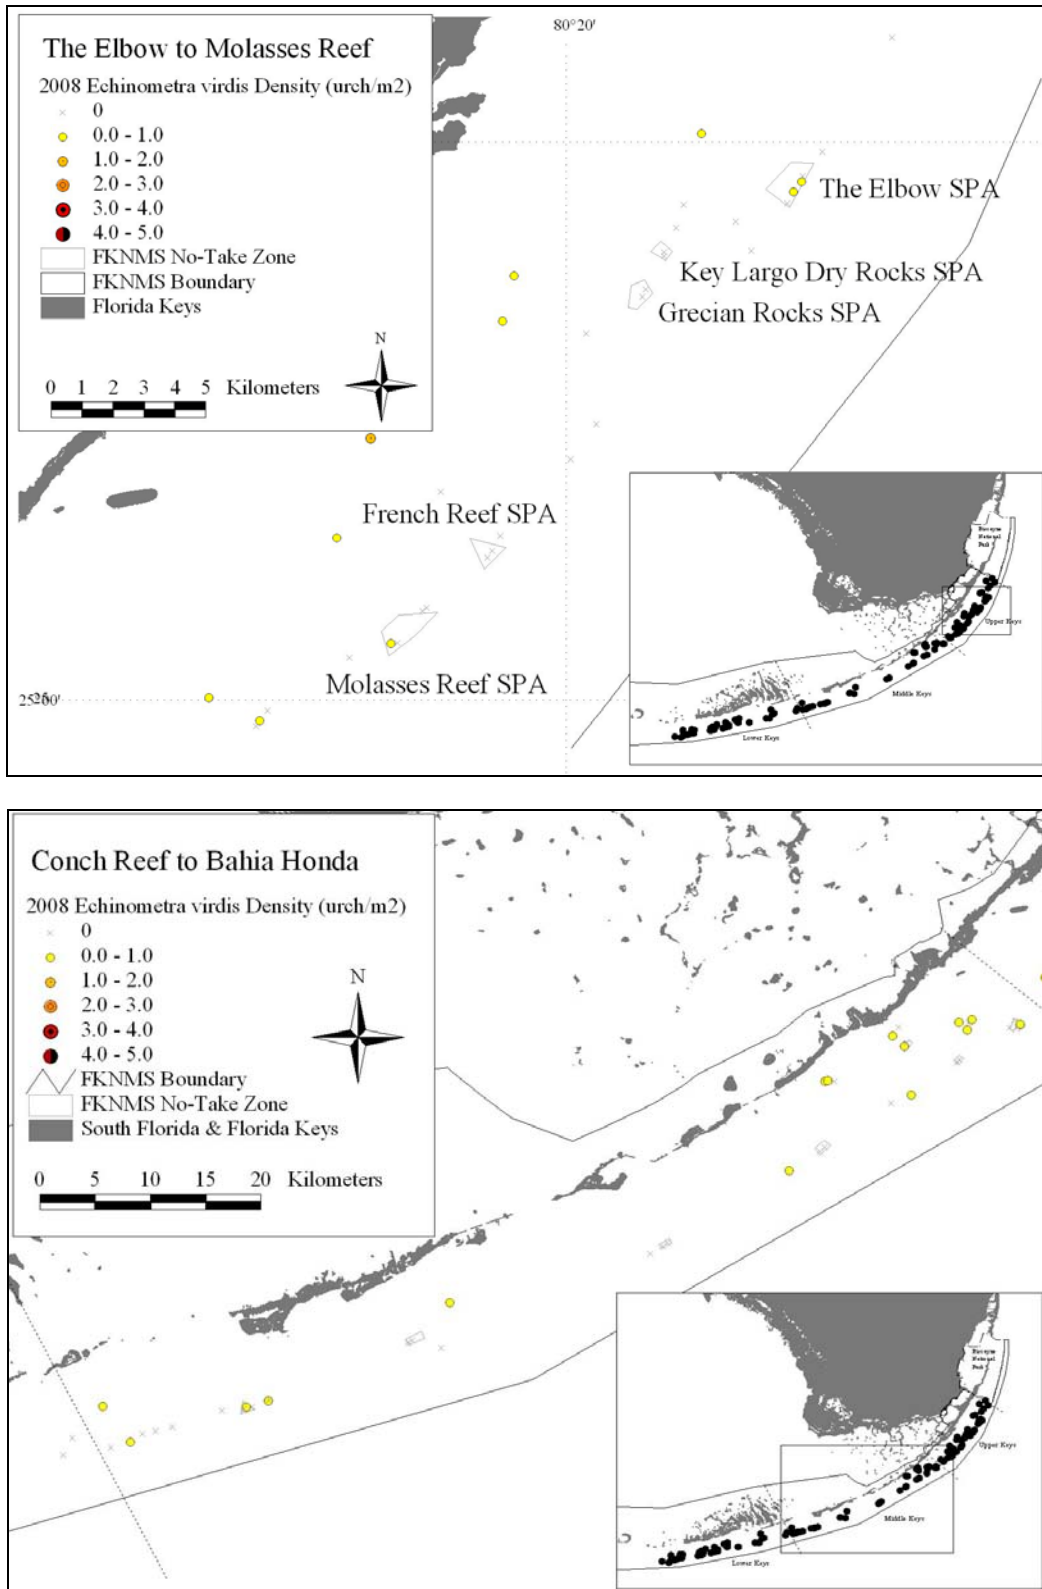 The Elbow to Molasses Reef
2008 Echinometra virdis Density (urch/m2)
0
0.0 - 1.0
1.0 - 2.0
2.0 - 3.0
3.0 - 4.0
4.0 - 5.0
FKNMS No-Take Zone
FKNMS Boundary
Florida Keys
N
0 1 2 3 4 5 Kilometers
80°20'
The Elbow SPA
Key Largo Dry Rocks SPA
Grecian Rocks SPA
French Reef SPA
Molasses Reef SPA
Biscayne
National
Park
Upper Keys
Middle Keys
Lower Keys
Conch Reef to Bahia Honda
2008 Echinometra virdis Density (urch/m2)
0
0.0 - 1.0
1.0 - 2.0
2.0 - 3.0
3.0 - 4.0
4.0 - 5.0
FKNMS Boundary
FKNMS No-Take Zone
South Florida & Florida Keys
N
0 5 10 15 20 Kilometers
Biscayne
National
Park
Upper Keys
Middle Keys
Lower Keys